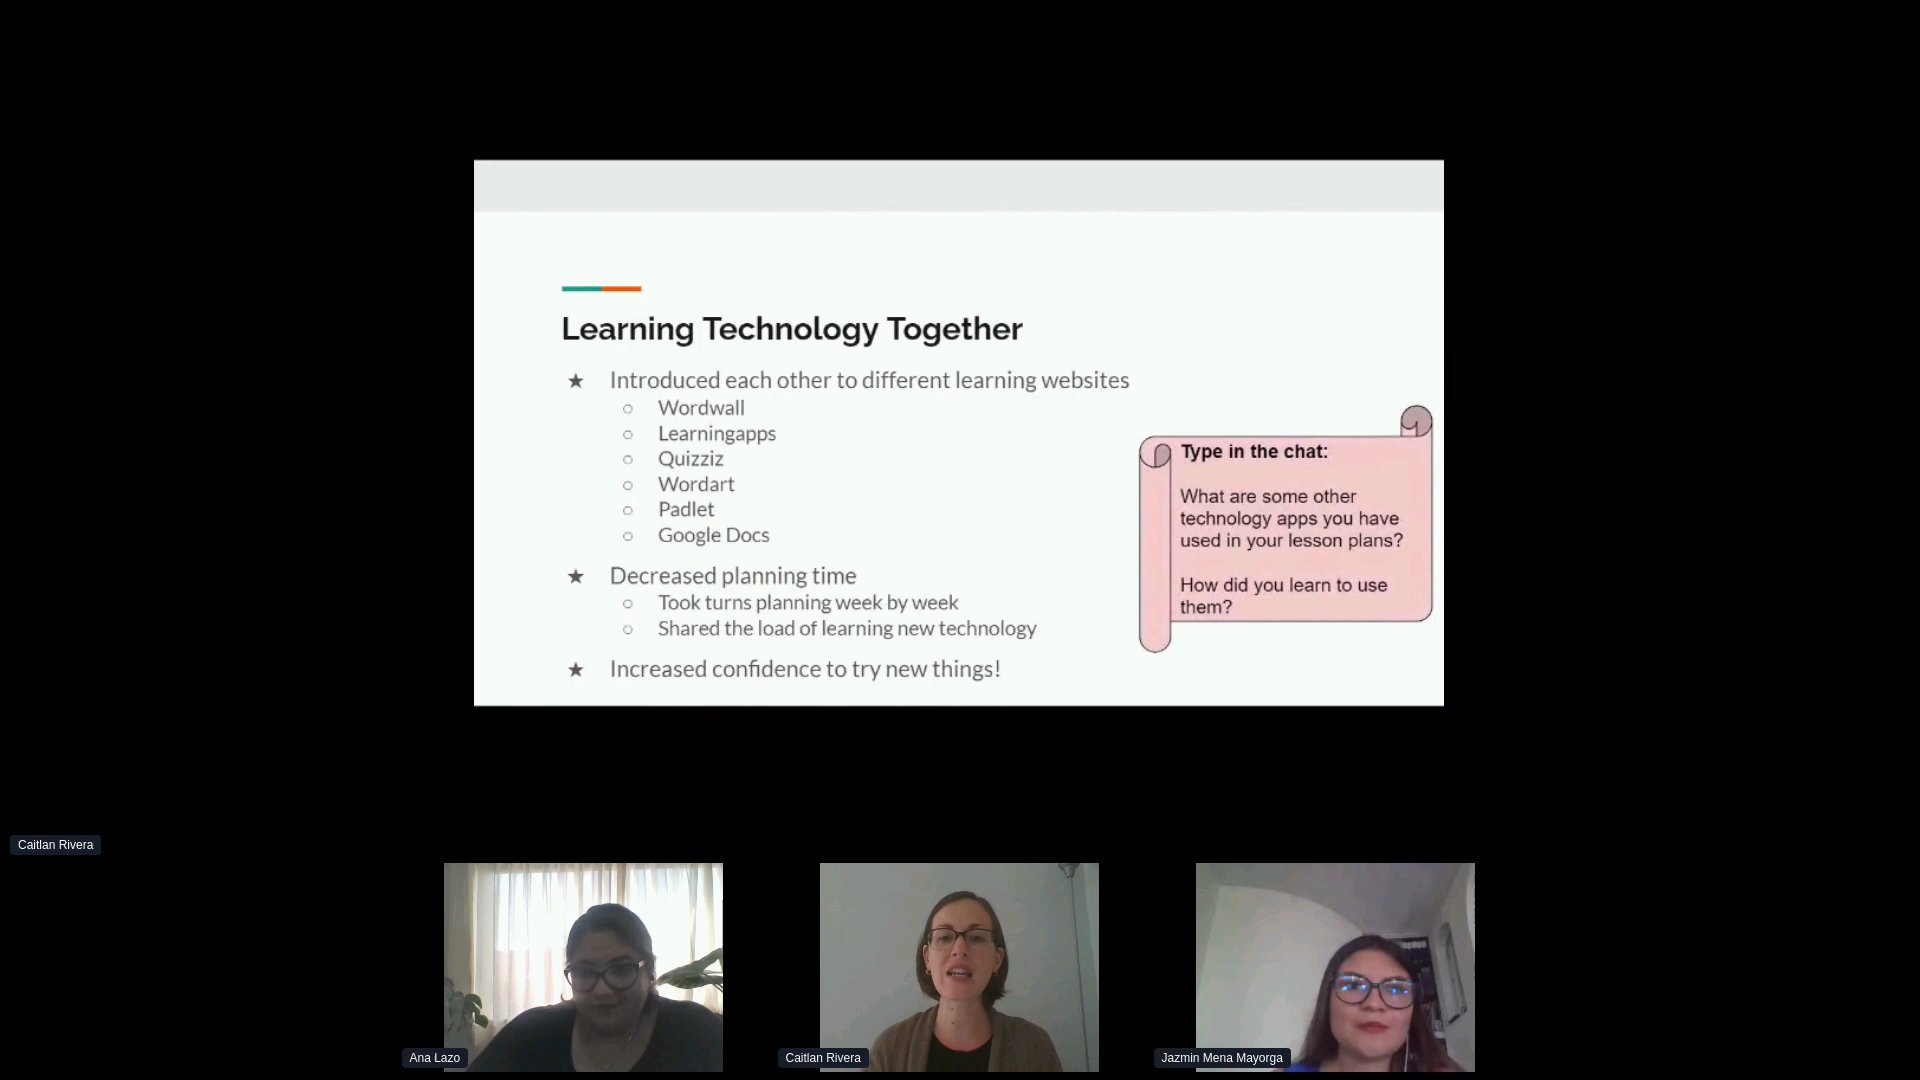 Learning Technology Together
★ Introduced each other to different learning websites
○ Wordwall
○ Learningapps
○ Quizziz
○ Wordart
○ Padlet
○ Google Docs
★ Decreased planning time
○ Took turns planning week by week
○ Shared the load of learning new technology
★ Increased confidence to try new things!
Type in the chat:
What are some other
technology apps you have
used in your lesson plans?
How did you learn to use
them?
Caitlan Rivera
Ana Lazo
Caitlan Rivera
Jazmin Mena Mayorga